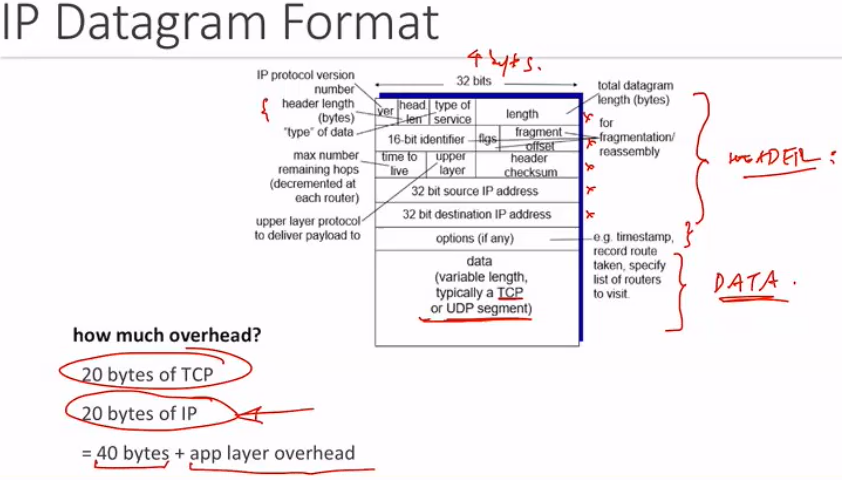 IP Datagram Format
4 bytes.
32 bits
IP protocol version
number
header length
(bytes)
"type" of data
max number
remaining hops
(decremented at
each router)
upper layer protocol
to deliver payload to
ver
head
len
type of
service
length
16-bit identifier
flgs
fragment
offset
time to
live
upper
layer
header
checksum
32 bit source IP address
32 bit destination IP address
options (if any)
data
(variable length,
typically a TCP
or UDP segment)
total datagram
length (bytes)
for
fragmentation/
reassembly
e.g. timestamp,
record route
taken, specify
list of routers
to visit.
HEADER:
DATA.
how much overhead?
20 bytes of TCP
20 bytes of IP
= 40 bytes + app layer overhead